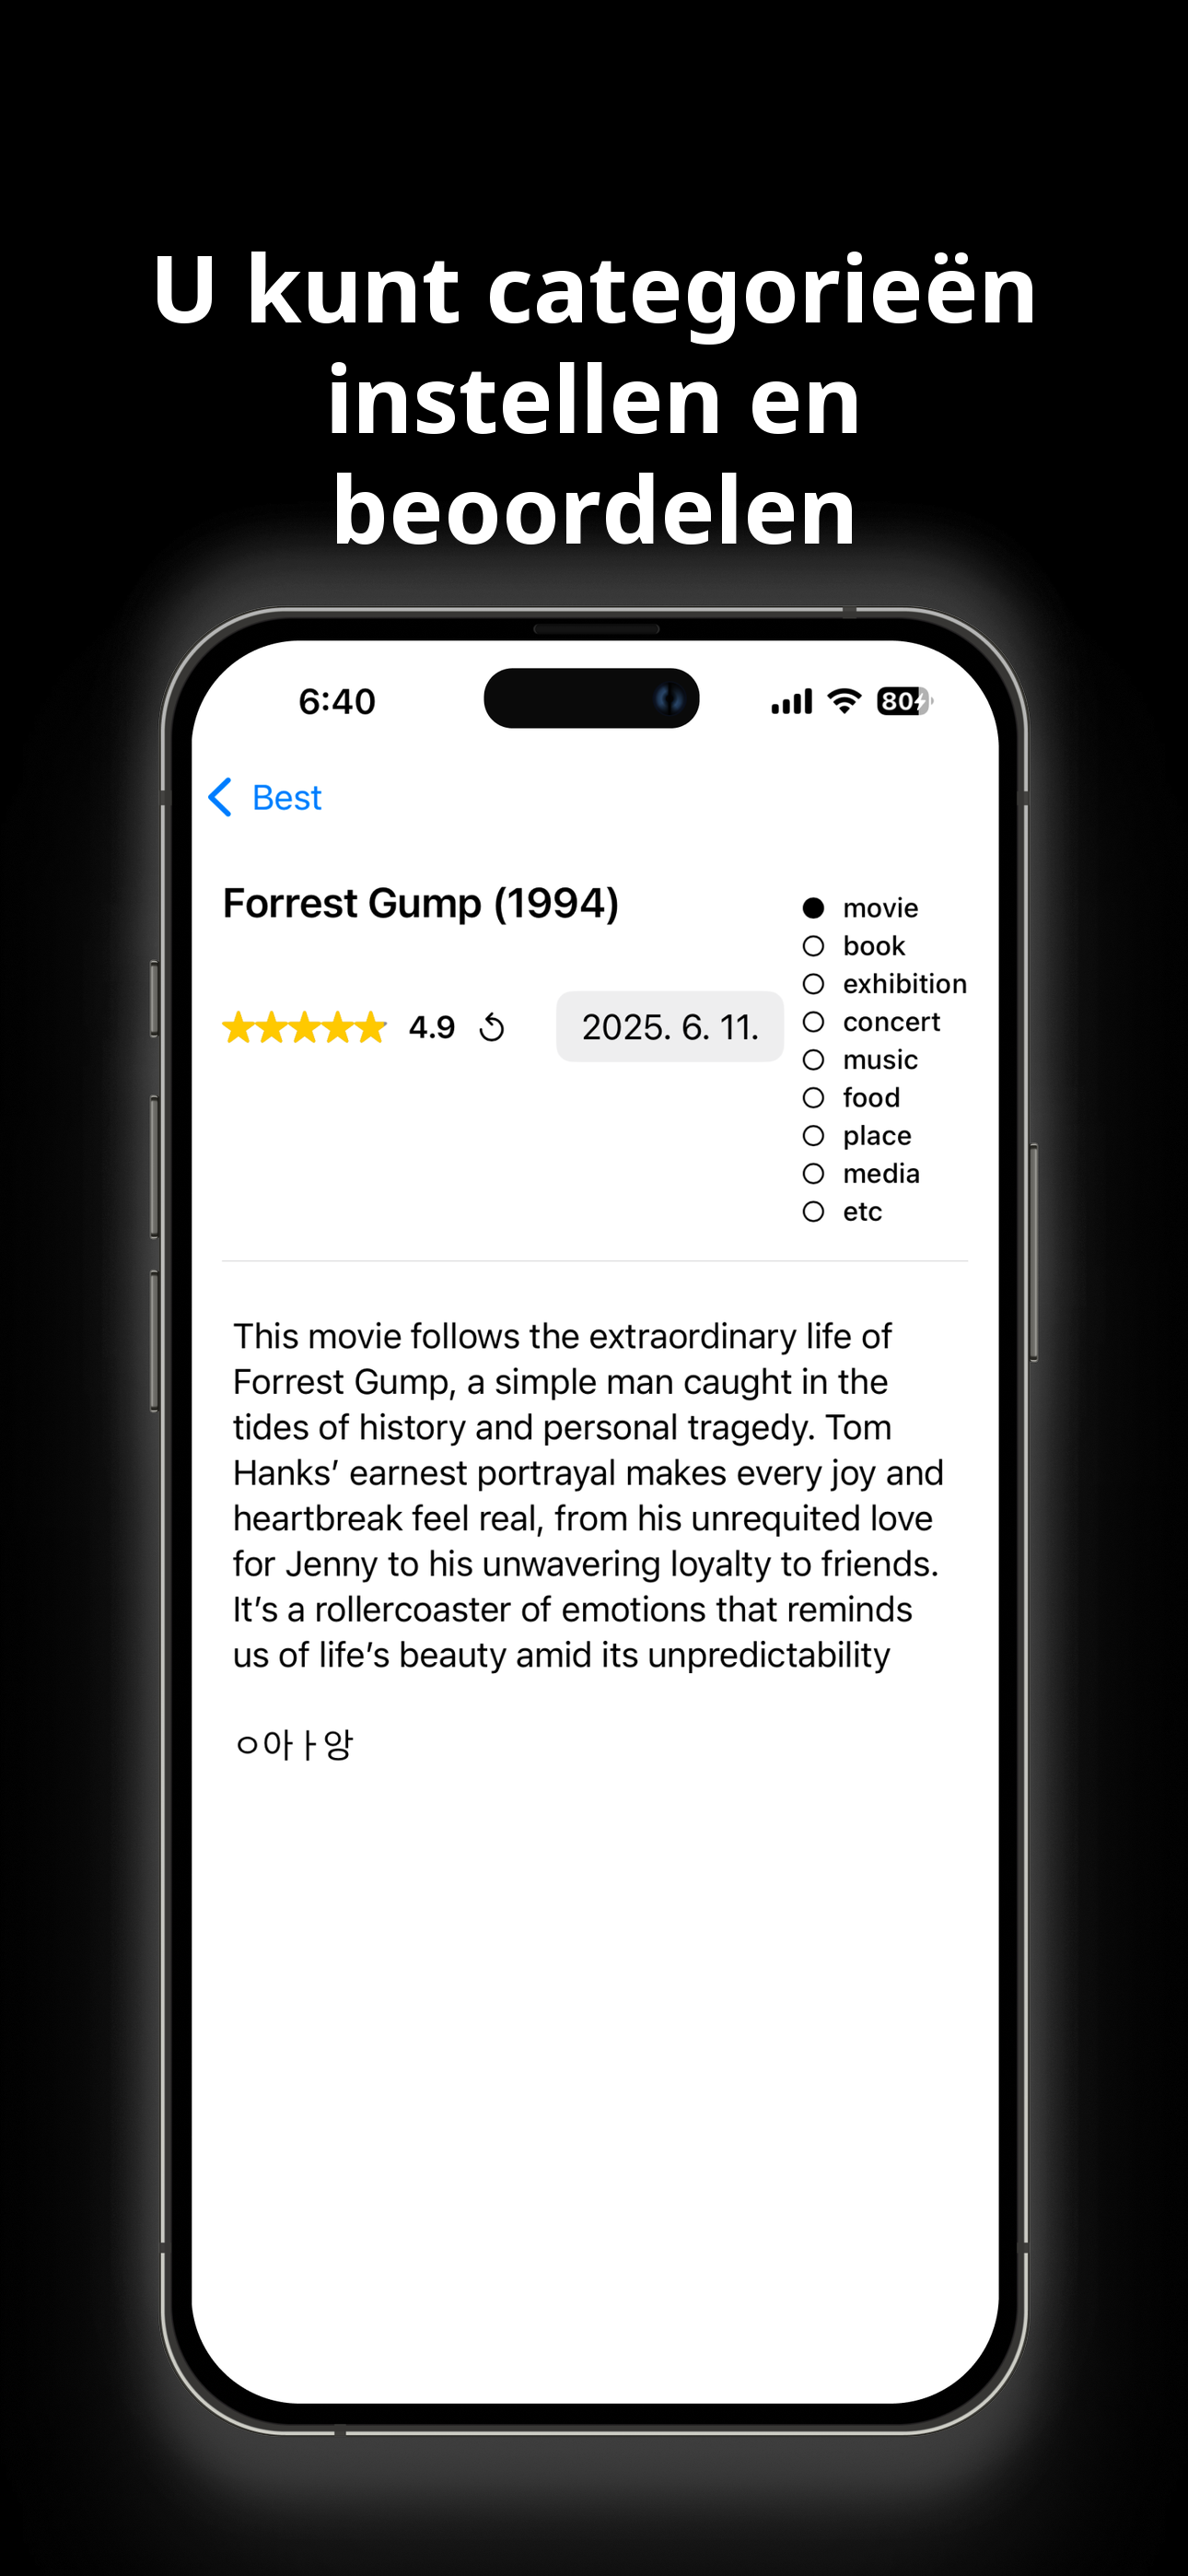 U kunt categorieën
instellen en
beoordelen
6:40
80
Best
Forrest Gump (1994)
4.9
2025. 6. 11.
movie
book
exhibition
concert
music
food
place
media
etc
This movie follows the extraordinary life of
Forrest Gump, a simple man caught in the
tides of history and personal tragedy. Tom
Hanks’ earnest portrayal makes every joy and
heartbreak feel real, from his unrequited love
for Jenny to his unwavering loyalty to friends.
It’s a rollercoaster of emotions that reminds
us of life’s beauty amid its unpredictability
ㅇ아ㅏ앙